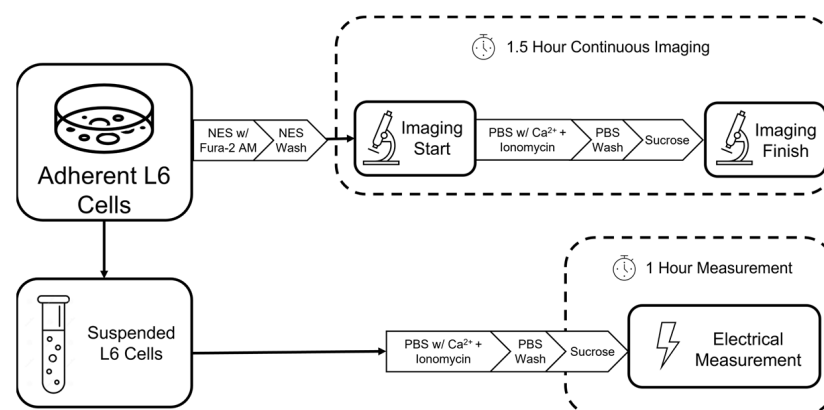 1.5 Hour Continuous Imaging
Adherent L6
Cells
NES w/
Fura-2 AM
NES
Wash
Imaging
Start
PBS w/ Ca²⁺ +
Ionomycin
PBS
Wash
Sucrose
Imaging
Finish
1 Hour Measurement
Suspended
L6 Cells
PBS w/ Ca²⁺ +
Ionomycin
PBS
Wash
Sucrose
Electrical
Measurement